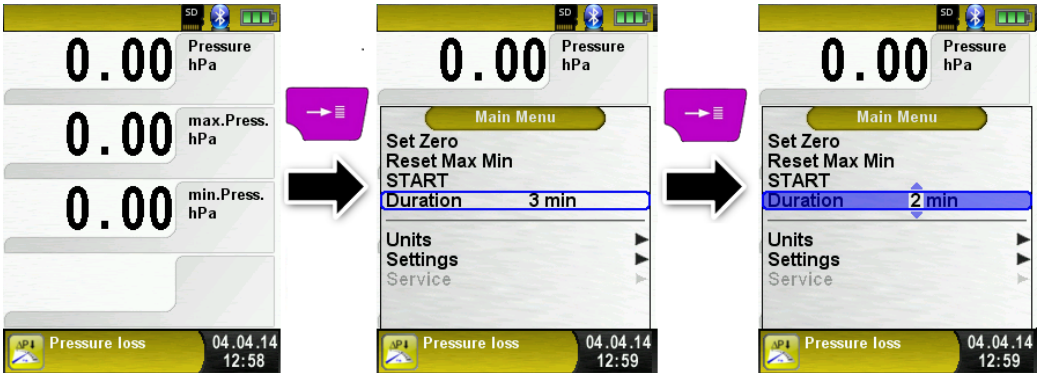 SD
0.00 Pressure
hPa
0.00 max.Press.
hPa
0.00 min.Press.
hPa
ΔP↓ Pressure loss 04.04.14
12:58
SD
0.00 Pressure
hPa
Main Menu
Set Zero
Reset Max Min
START
Duration 3 min
Units
Settings
Service
ΔP↓ Pressure loss 04.04.14
12:59
SD
0.00 Pressure
hPa
Main Menu
Set Zero
Reset Max Min
START
Duration 2 min
Units
Settings
Service
ΔP↓ Pressure loss 04.04.14
12:59